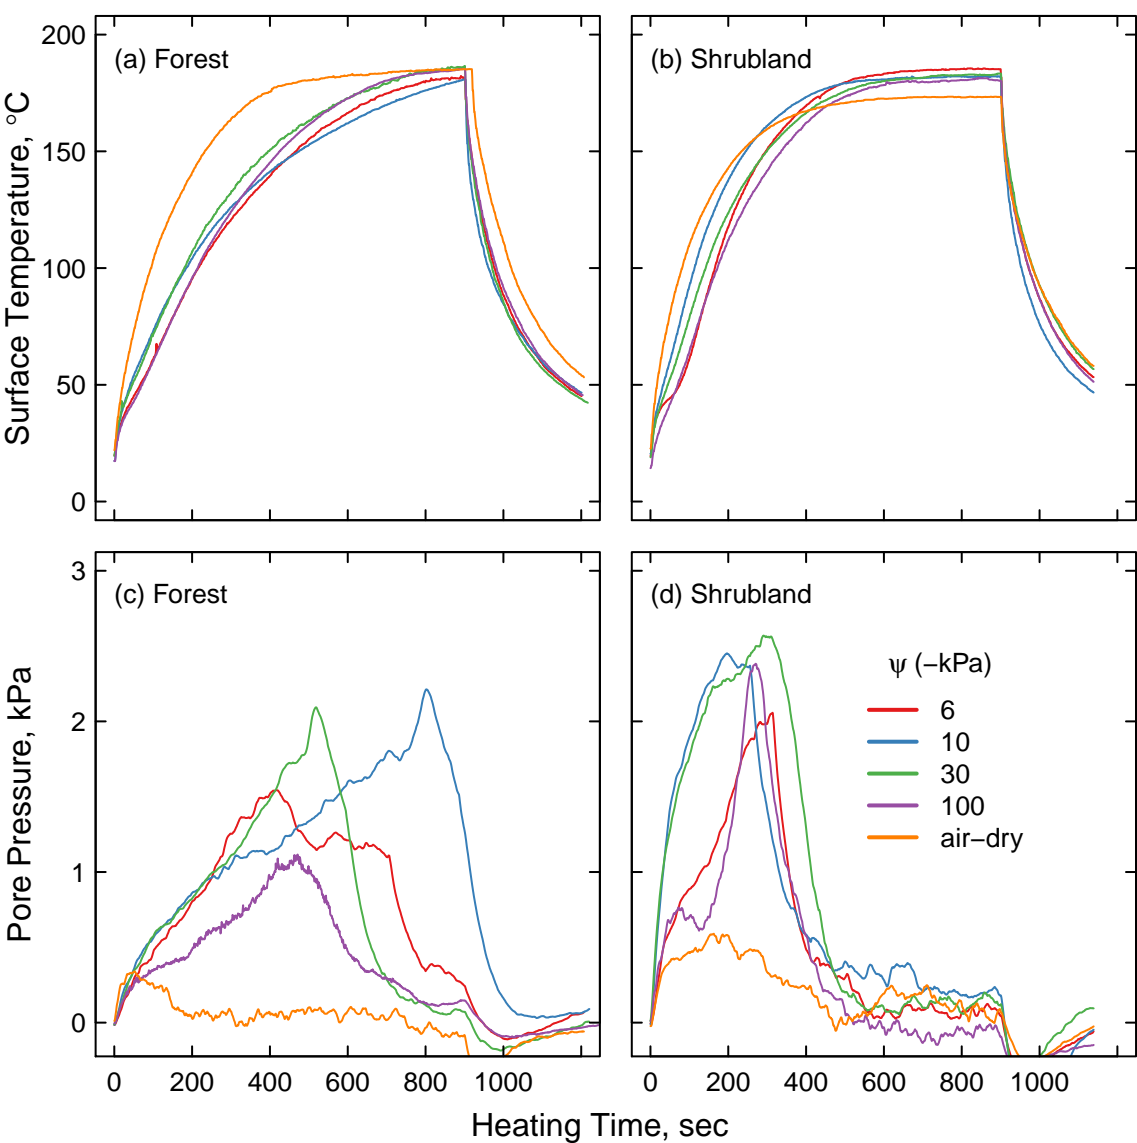 (a) Forest
(b) Shrubland
200
150
100
50
0
Surface Temperature, °C
(c) Forest
(d) Shrubland
3
2
1
0
Pore Pressure, kPa
ψ (−kPa)
6
10
30
100
air−dry
0 200 400 600 800 1000
0 200 400 600 800 1000
Heating Time, sec